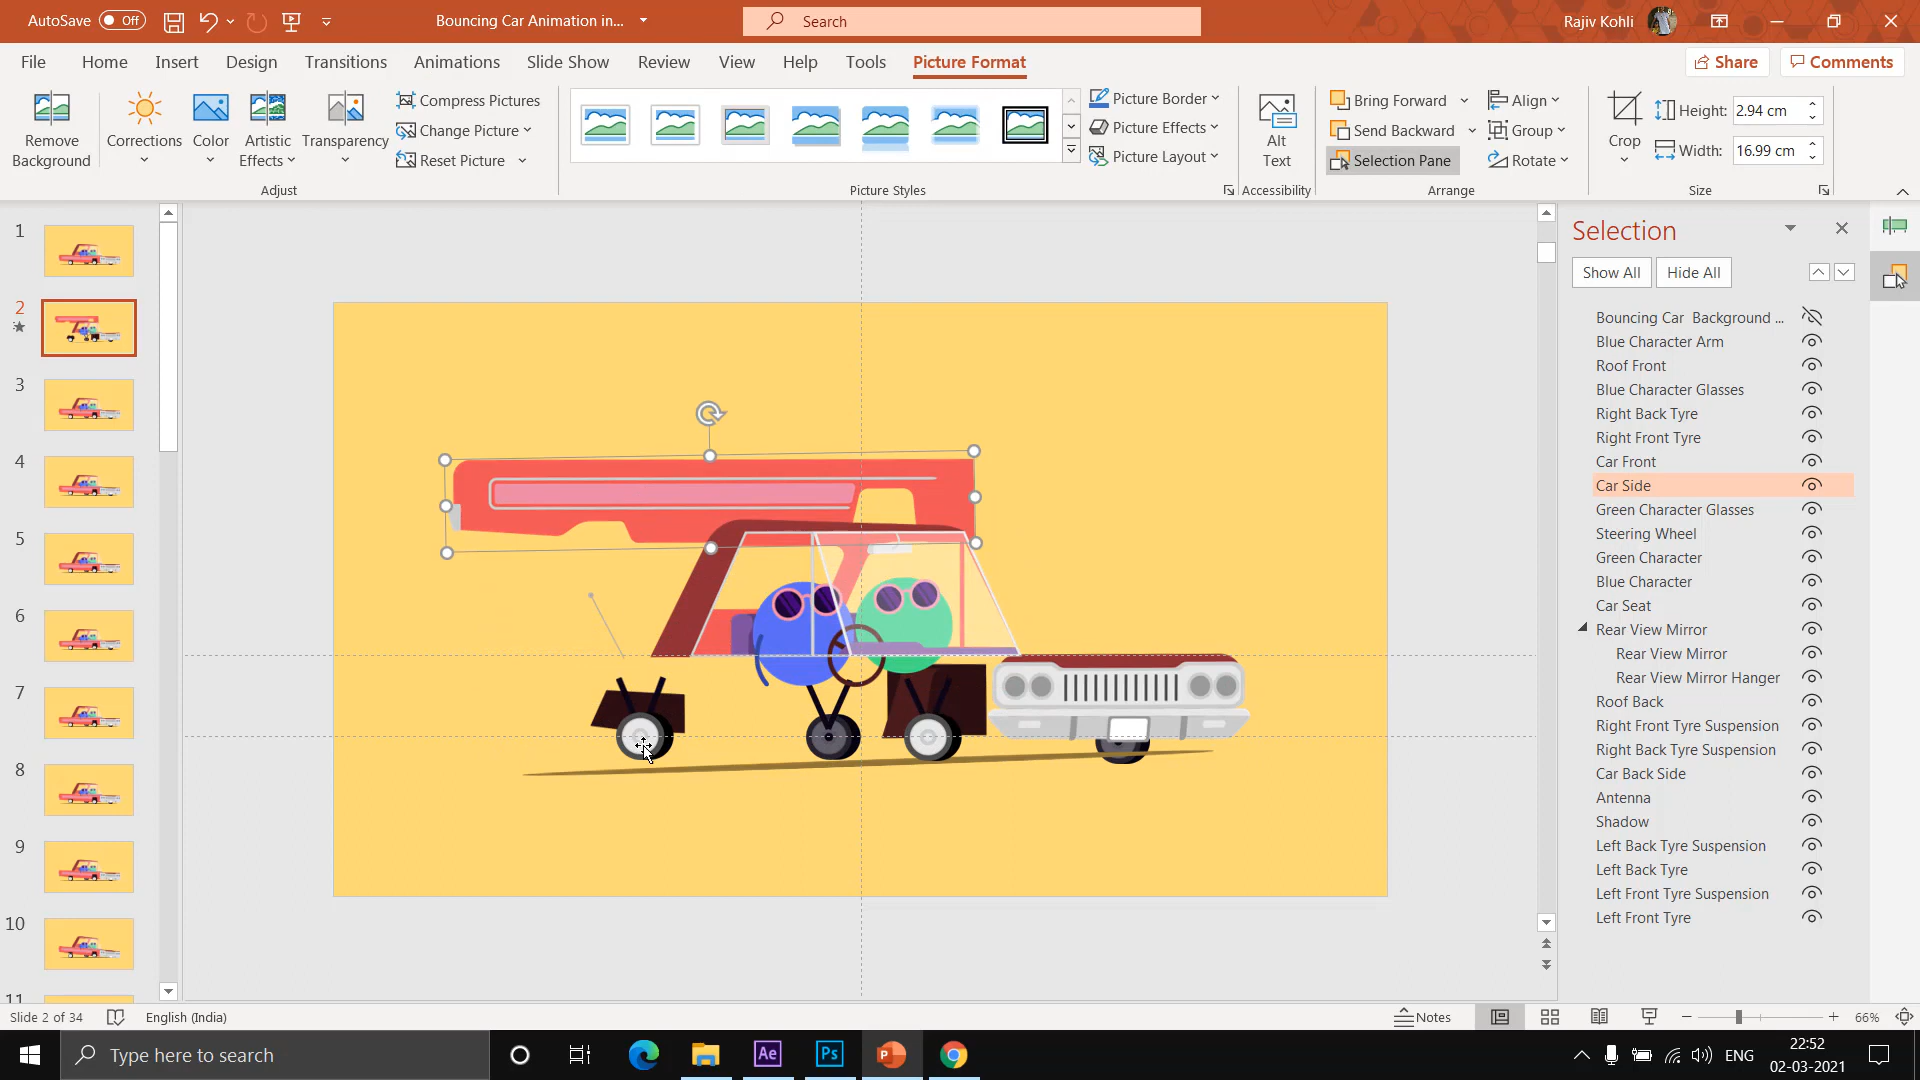 AutoSave Off
Bouncing Car Animation in...
Search
Rajiv Kohli
File Home Insert Design Transitions Animations Slide Show Review View Help Tools Picture Format
Share Comments
Remove Background
Corrections
Color
Artistic Effects
Transparency
Compress Pictures
Change Picture
Reset Picture
Adjust
Picture Border
Picture Effects
Picture Layout
Picture Styles
Alt Text
Accessibility
Bring Forward
Send Backward
Selection Pane
Align
Group
Rotate
Arrange
Crop
Height: 2.94 cm
Width: 16.99 cm
Size
1
2
3
4
5
6
7
8
9
10
11
Selection
Show All Hide All
Bouncing Car Background ...
Blue Character Arm
Roof Front
Blue Character Glasses
Right Back Tyre
Right Front Tyre
Car Front
Car Side
Green Character Glasses
Steering Wheel
Green Character
Blue Character
Car Seat
Rear View Mirror
Rear View Mirror
Rear View Mirror Hanger
Roof Back
Right Front Tyre Suspension
Right Back Tyre Suspension
Car Back Side
Antenna
Shadow
Left Back Tyre Suspension
Left Back Tyre
Left Front Tyre Suspension
Left Front Tyre
Slide 2 of 34
English (India)
Notes
66%
Type here to search
Ae
Ps
P
ENG
22:52
02-03-2021